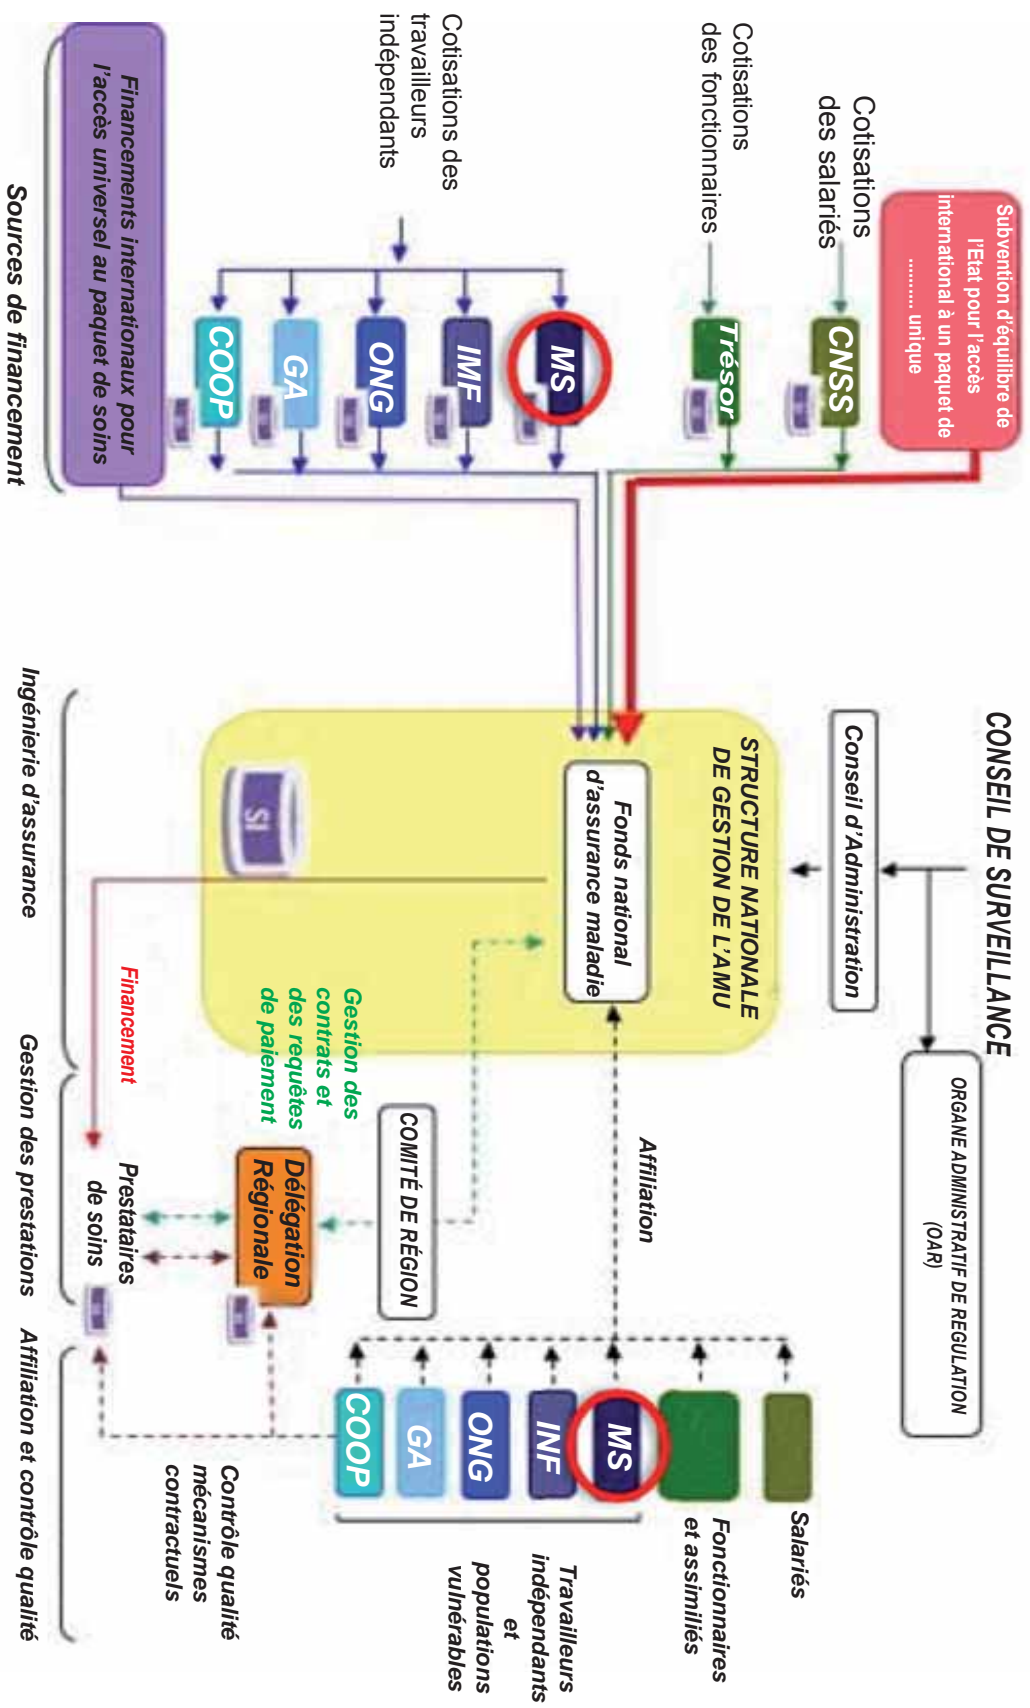 CONSEIL DE SURVEILLANCE
Conseil d'Administration
ORGANE ADMINISTRATIF DE REGULATION
(OAR)
Subvention d'équilibre de
l'Etat pour l'accès
international à un paquet de
.......... unique
Cotisations
des salariés
CNSS
Cotisations
des fonctionnaires
Trésor
Cotisations des
travailleurs
indépendants
MS
IMF
ONG
GA
COOP
Financements internationaux pour
l'accès universel au paquet de soins
Sources de financement
STRUCTURE NATIONALE
DE GESTION DE L'AMU
Fonds national
d'assurance maladie
SI
Ingénierie d'assurance
Affiliation
COMITÉ DE RÉGION
Gestion des
contrats et
des requêtes
de paiement
Délégation
Régionale
Financement
Prestataires
de soins
Gestion des prestations
Salariés
Fonctionnaires
et assimiliés
MS
INF
ONG
GA
COOP
Travailleurs
indépendants
et
populations
vulnérables
Contrôle qualité
mécanismes
contractuels
Affiliation et contrôle qualité